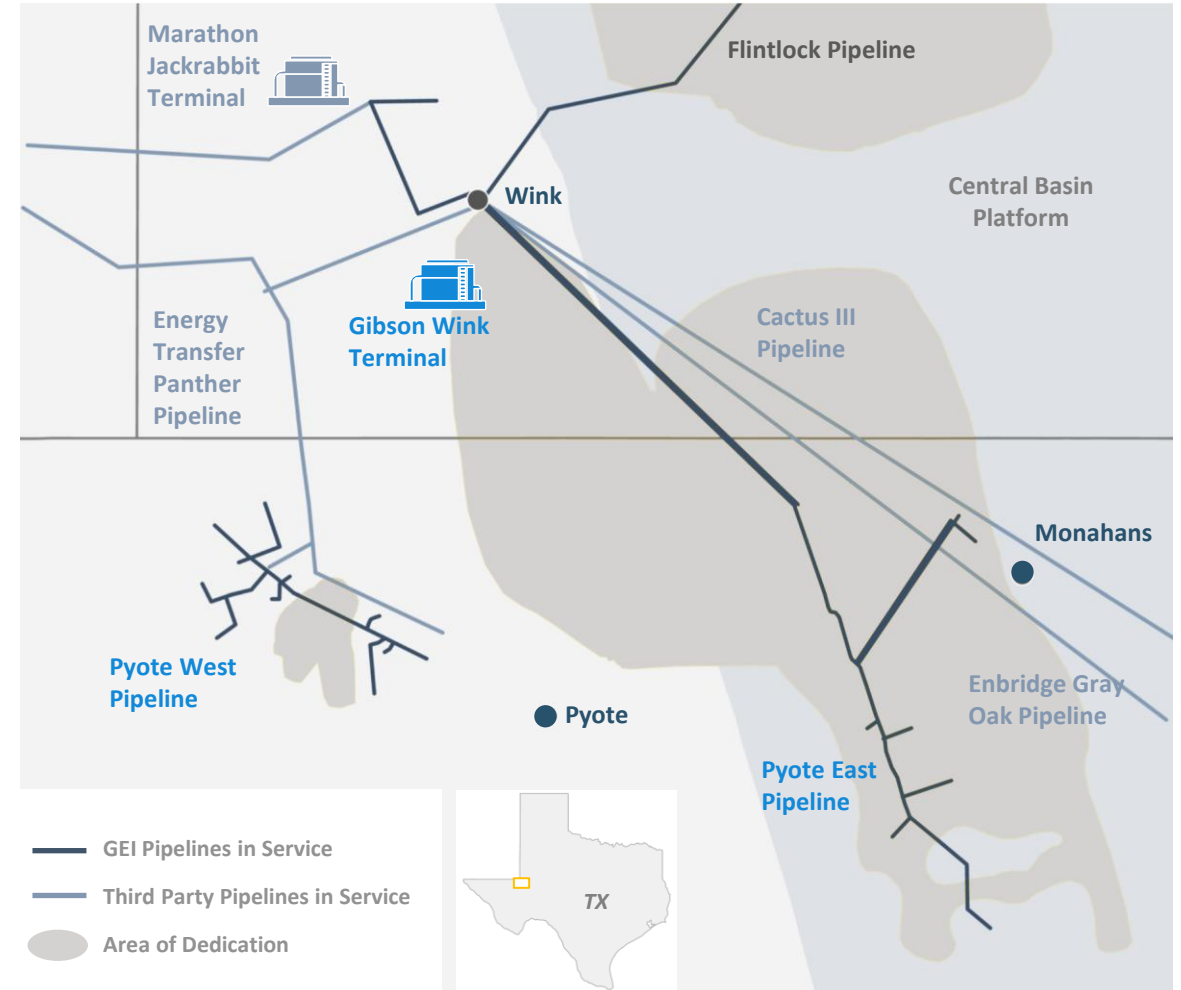 Marathon
Jackrabbit
Terminal
Flintlock Pipeline
Wink
Central Basin
Platform
Gibson Wink
Terminal
Cactus III
Pipeline
Energy
Transfer
Panther
Pipeline
Monahans
Pyote West
Pipeline
Enbridge Gray
Oak Pipeline
Pyote
Pyote East
Pipeline
GEI Pipelines in Service
Third Party Pipelines in Service
Area of Dedication
TX